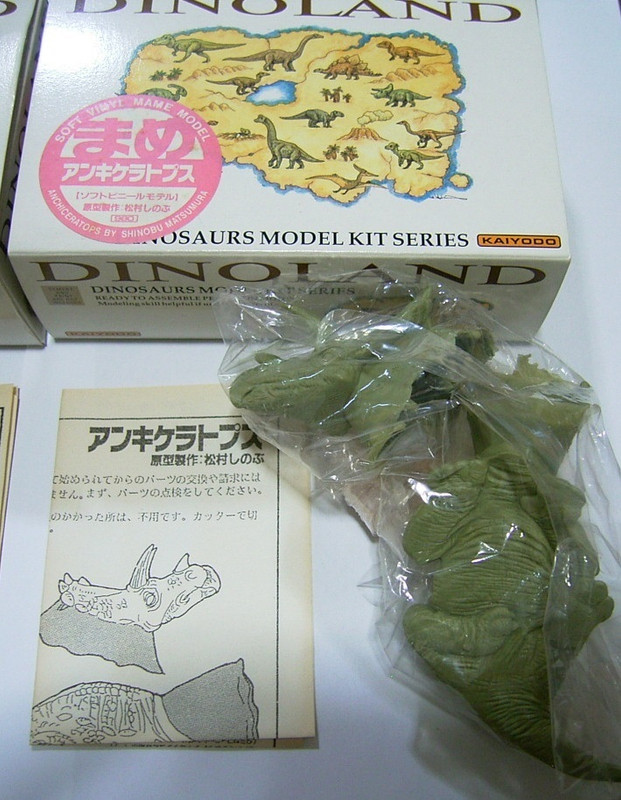 DINOLAND
SOFT VINYL MAME MODEL
まめ
アンキケラトプス
[ソフトビニールモデル]
原型製作:松村しのぶ
ANCHICERATOPS BY SHINOBU MATSUMURA
DINOSAURS MODEL KIT SERIES
KAIYODO
DINOLAND
DINOSAURS MODEL SERIES
READY TO ASSEMBLE
Modeling skill helpful if
KAIYODO
アンキケラトプス
原型製作:松村しのぶ
て始められてからのパーツの交換や請求には
ません。まず、パーツの点検をしてください。
のかかった所は、不用です。カッターで切
。